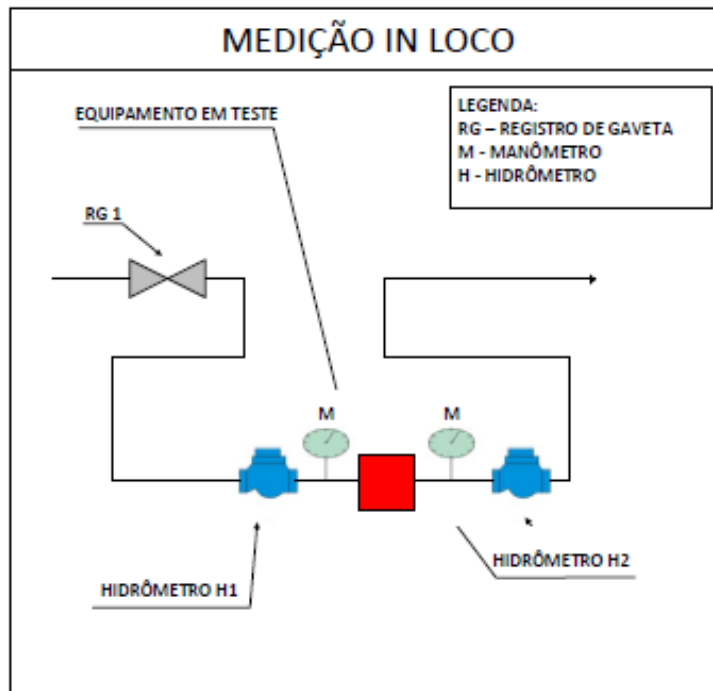 MEDIÇÃO IN LOCO
EQUIPAMENTO EM TESTE
LEGENDA:
RG – REGISTRO DE GAVETA
M - MANÔMETRO
H - HIDRÔMETRO
RG 1
M
M
HIDRÔMETRO H1
HIDRÔMETRO H2